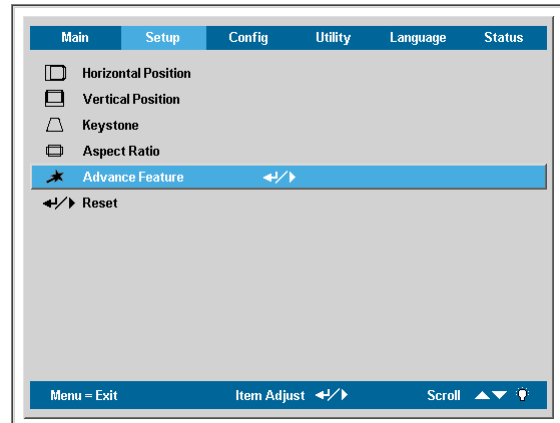 Main Setup Config Utility Language Status
Horizontal Position
Vertical Position
Keystone
Aspect Ratio
Advance Feature
Reset
Menu = Exit Item Adjust Scroll